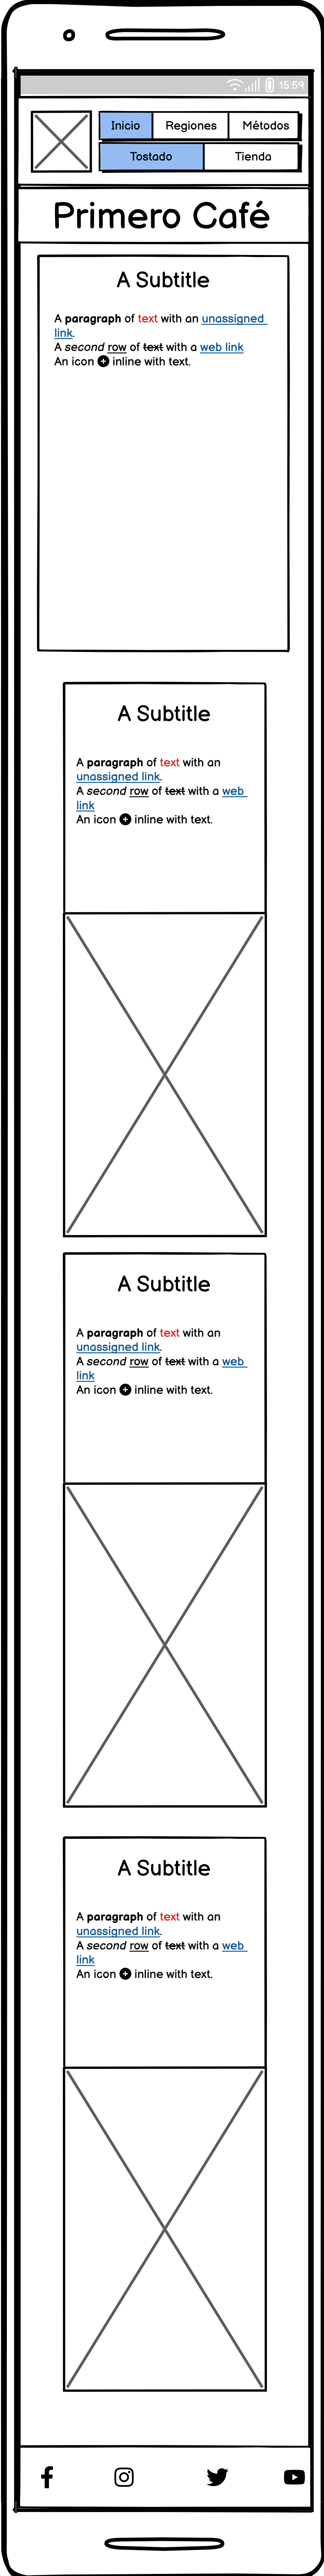 15:59
Inicio Regiones Métodos
Tostado Tienda
Primero Café
A Subtitle
A paragraph of text with an unassigned
link.
A second row of text with a web link
An icon inline with text.
A Subtitle
A paragraph of text with an
unassigned link.
A second row of text with a web
link
An icon inline with text.
A Subtitle
A paragraph of text with an
unassigned link.
A second row of text with a web
link
An icon inline with text.
A Subtitle
A paragraph of text with an
unassigned link.
A second row of text with a web
link
An icon inline with text.